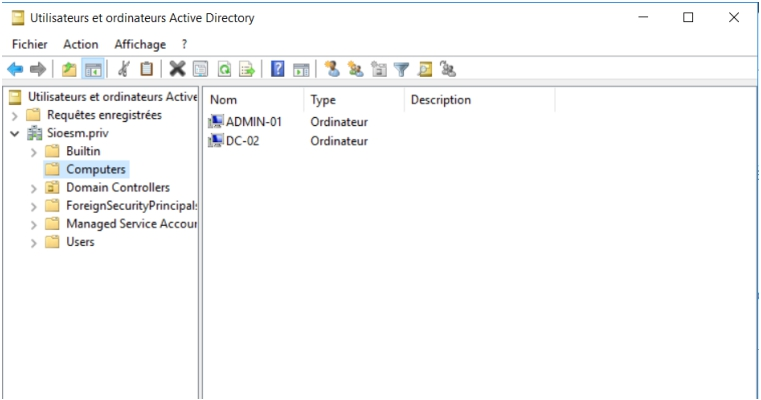 Utilisateurs et ordinateurs Active Directory
Fichier Action Affichage ?
Utilisateurs et ordinateurs Active
Requêtes enregistrées
Sioesm.priv
Builtin
Computers
Domain Controllers
ForeignSecurityPrincipals
Managed Service Accour
Users
Nom Type Description
ADMIN-01 Ordinateur
DC-02 Ordinateur